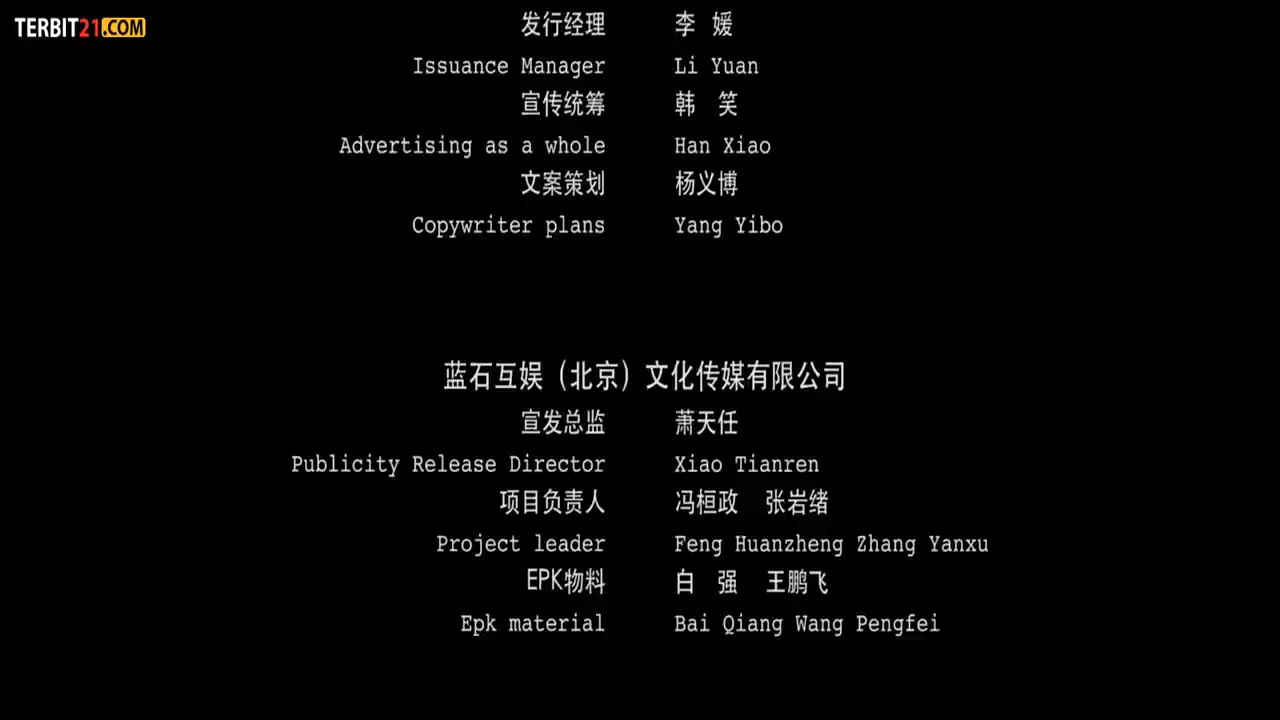 TERBIT21.COM
发行经理 李 媛
Issuance Manager Li Yuan
宣传统筹 韩 笑
Advertising as a whole Han Xiao
文案策划 杨义博
Copywriter plans Yang Yibo
蓝石互娱（北京）文化传媒有限公司
宣发总监 萧天任
Publicity Release Director Xiao Tianren
项目负责人 冯桓政 张岩绪
Project leader Feng Huanzheng Zhang Yanxu
EPK物料 白 强 王鹏飞
Epk material Bai Qiang Wang Pengfei